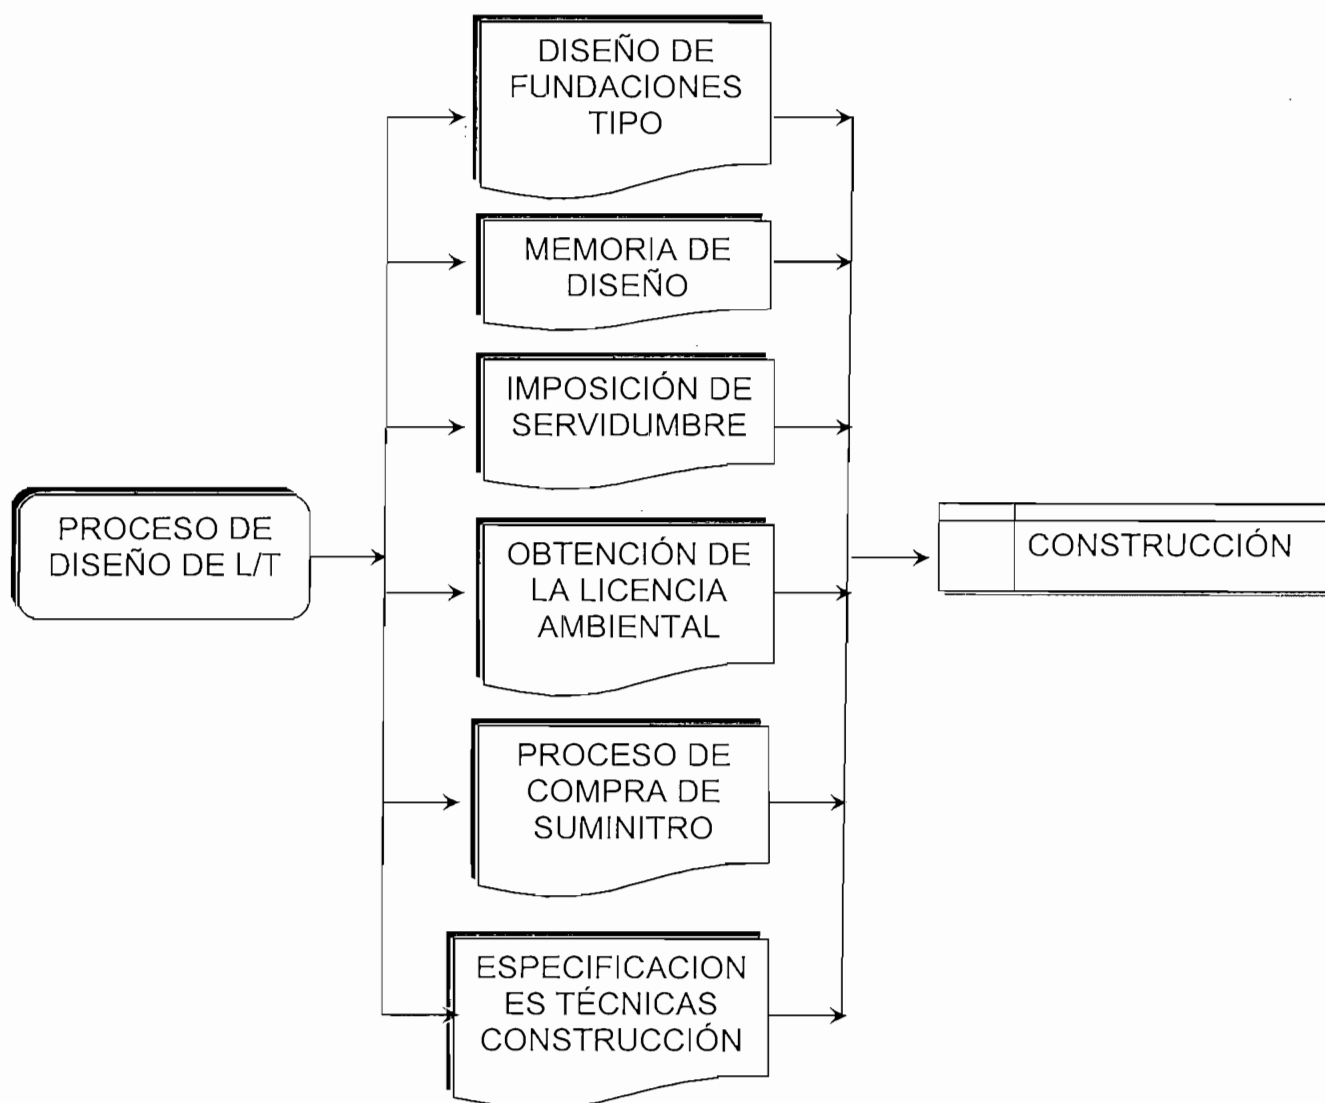 DISEÑO DE
FUNDACIONES
TIPO
MEMORIA DE
DISEÑO
IMPOSICIÓN DE
SERVIDUMBRE
PROCESO DE
DISEÑO DE L/T
OBTENCIÓN DE
LA LICENCIA
AMBIENTAL
CONSTRUCCIÓN
PROCESO DE
COMPRA DE
SUMINITRO
ESPECIFICACION
ES TÉCNICAS
CONSTRUCCIÓN